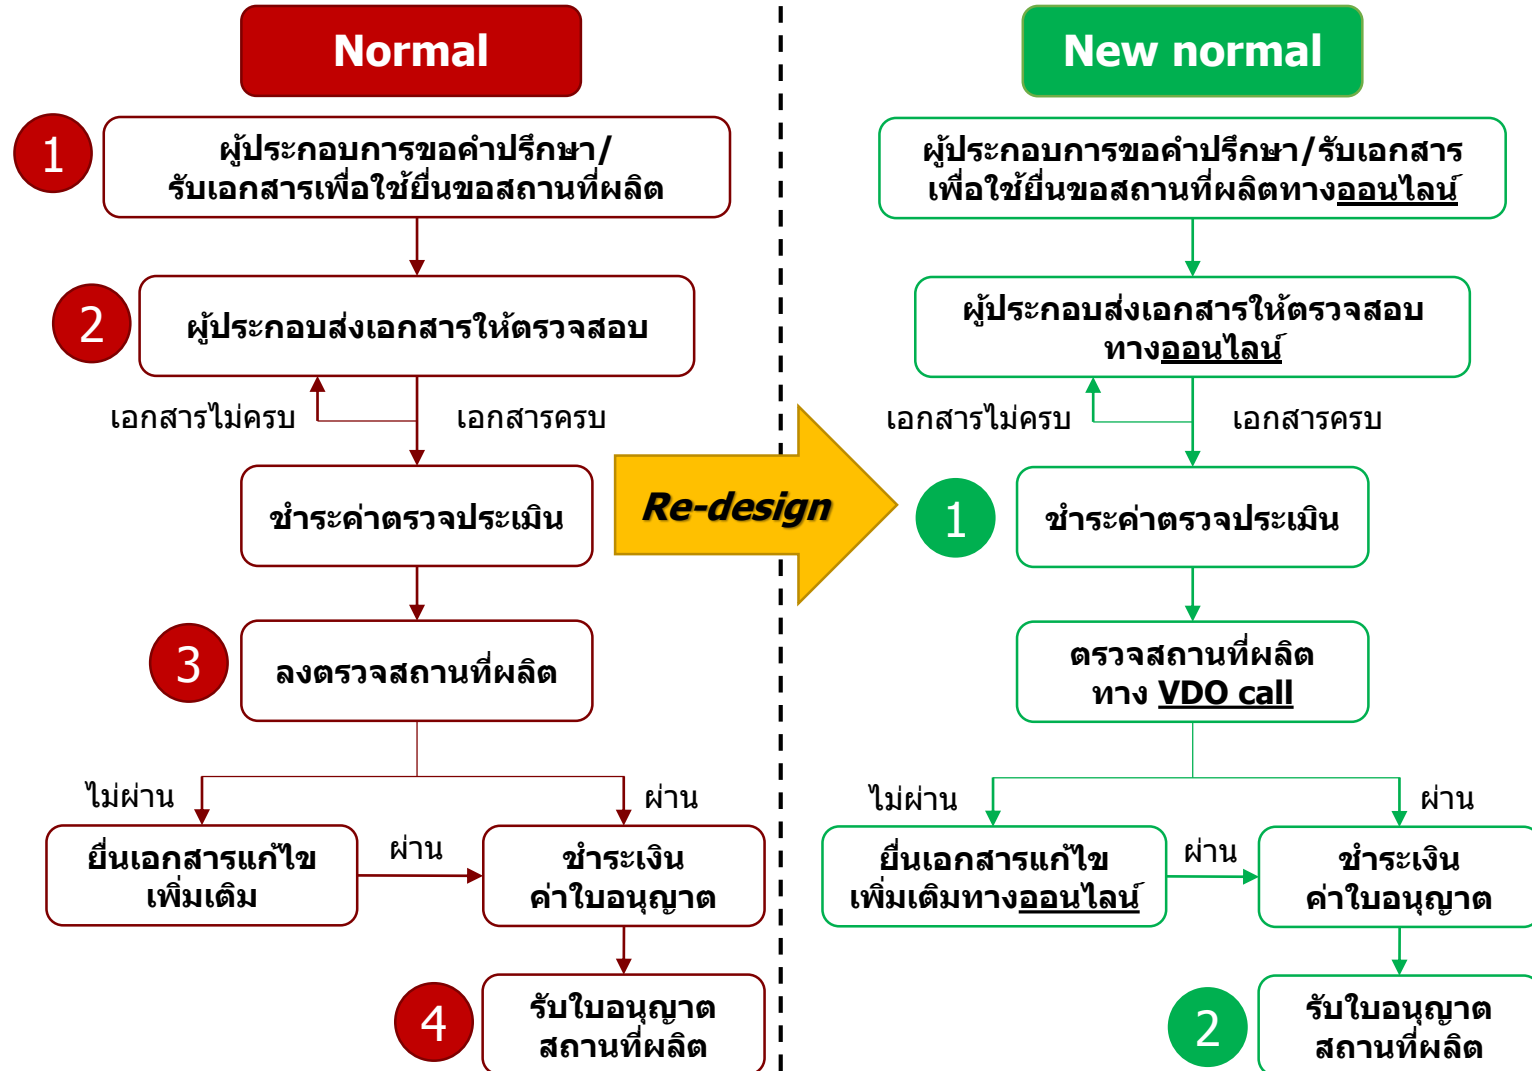 Normal
1
ผู้ประกอบการขอคำปรึกษา/
รับเอกสารเพื่อใช้ยื่นขอสถานที่ผลิต
2
ผู้ประกอบส่งเอกสารให้ตรวจสอบ
เอกสารไม่ครบ
เอกสารครบ
ชำระค่าตรวจประเมิน
3
ลงตรวจสถานที่ผลิต
ไม่ผ่าน
ผ่าน
ยื่นเอกสารแก้ไข
เพิ่มเติม
ผ่าน
ชำระเงิน
ค่าใบอนุญาต
4
รับใบอนุญาต
สถานที่ผลิต
Re-design
New normal
ผู้ประกอบการขอคำปรึกษา/รับเอกสาร
เพื่อใช้ยื่นขอสถานที่ผลิตทางออนไลน์
ผู้ประกอบส่งเอกสารให้ตรวจสอบ
ทางออนไลน์
เอกสารไม่ครบ
เอกสารครบ
1
ชำระค่าตรวจประเมิน
ตรวจสถานที่ผลิต
ทาง VDO call
ไม่ผ่าน
ผ่าน
ยื่นเอกสารแก้ไข
เพิ่มเติมทางออนไลน์
ผ่าน
ชำระเงิน
ค่าใบอนุญาต
2
รับใบอนุญาต
สถานที่ผลิต